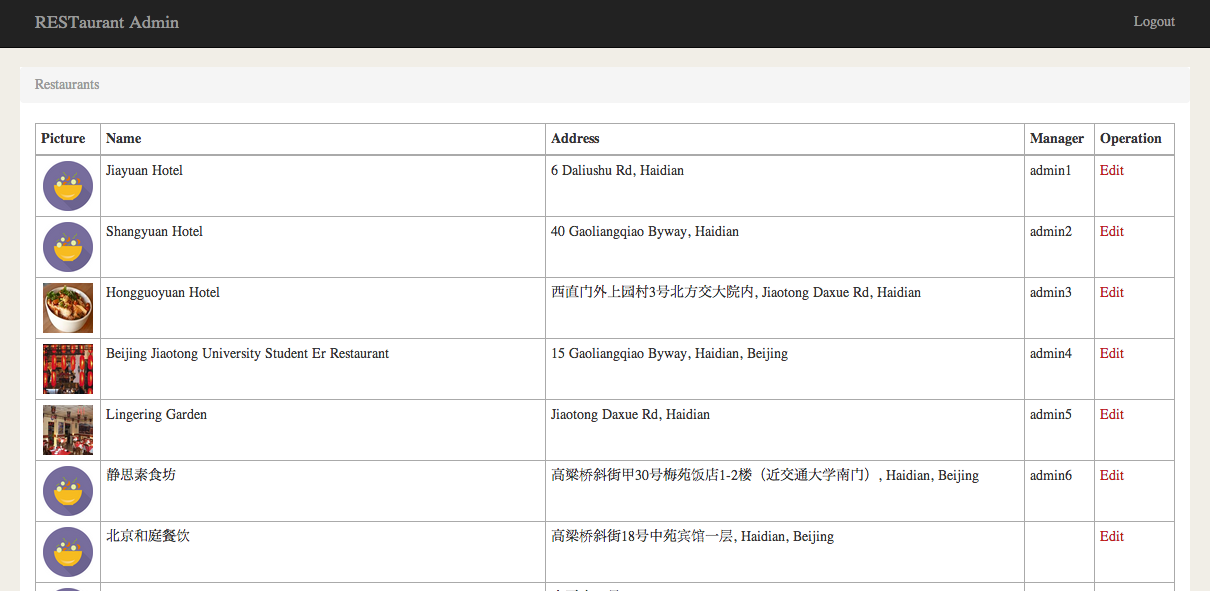 RESTaurant Admin Logout
Restaurants
Picture Name Address Manager Operation
Jiayuan Hotel 6 Daliushu Rd, Haidian admin1 Edit
Shangyuan Hotel 40 Gaoliangqiao Byway, Haidian admin2 Edit
Hongguoyuan Hotel 西直门外上园村3号北方交大院内, Jiaotong Daxue Rd, Haidian admin3 Edit
Beijing Jiaotong University Student Er Restaurant 15 Gaoliangqiao Byway, Haidian, Beijing admin4 Edit
Lingering Garden Jiaotong Daxue Rd, Haidian admin5 Edit
静思素食坊 高粱桥斜街甲30号梅苑饭店1-2楼（近交通大学南门）, Haidian, Beijing admin6 Edit
北京和庭餐饮 高梁桥斜街18号中苑宾馆一层, Haidian, Beijing Edit